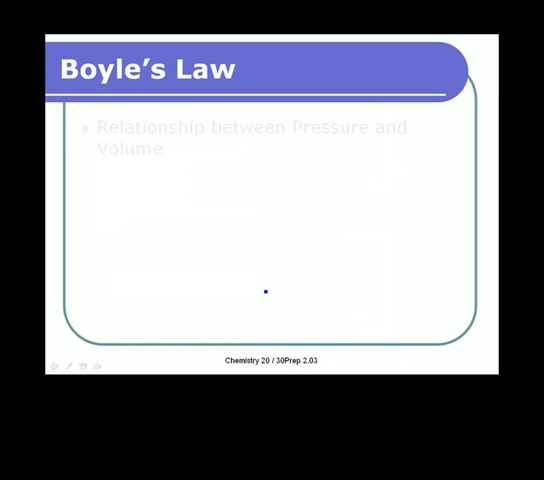 Boyle's Law
• Relationship between Pressure and
Volume
Chemistry 20 / 30Prep 2.03